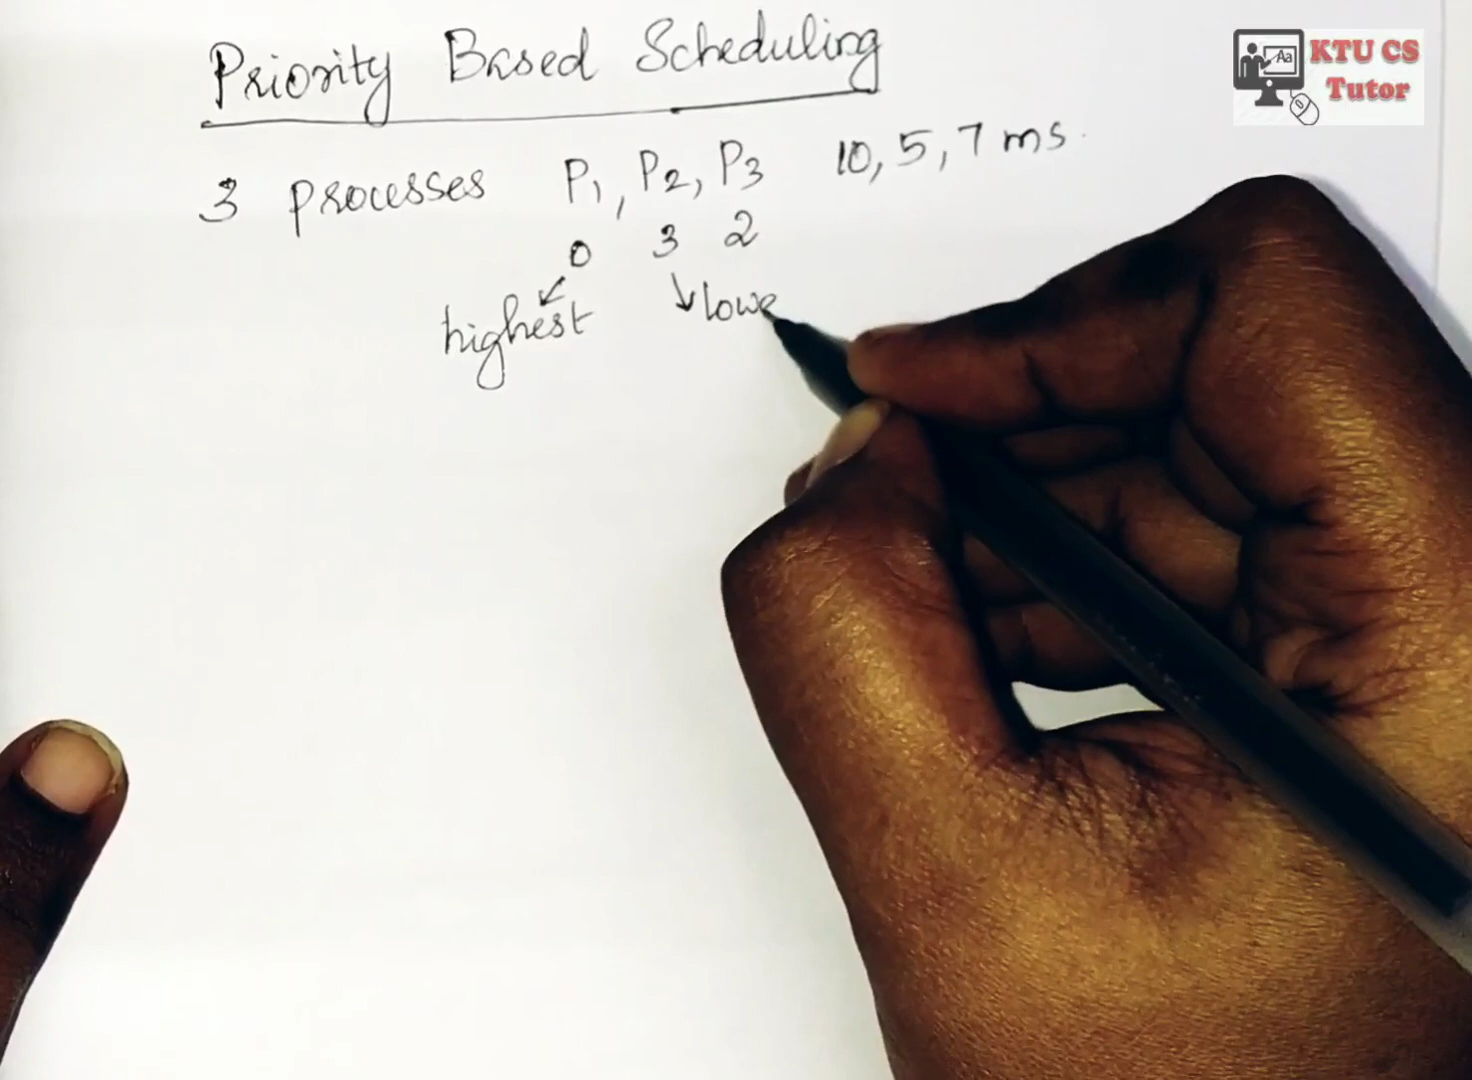 Priority Based Scheduling
3 processes P1, P2, P3 10, 5, 7 ms.
0 3 2
highest lowe
KTU CS
Tutor
Aa